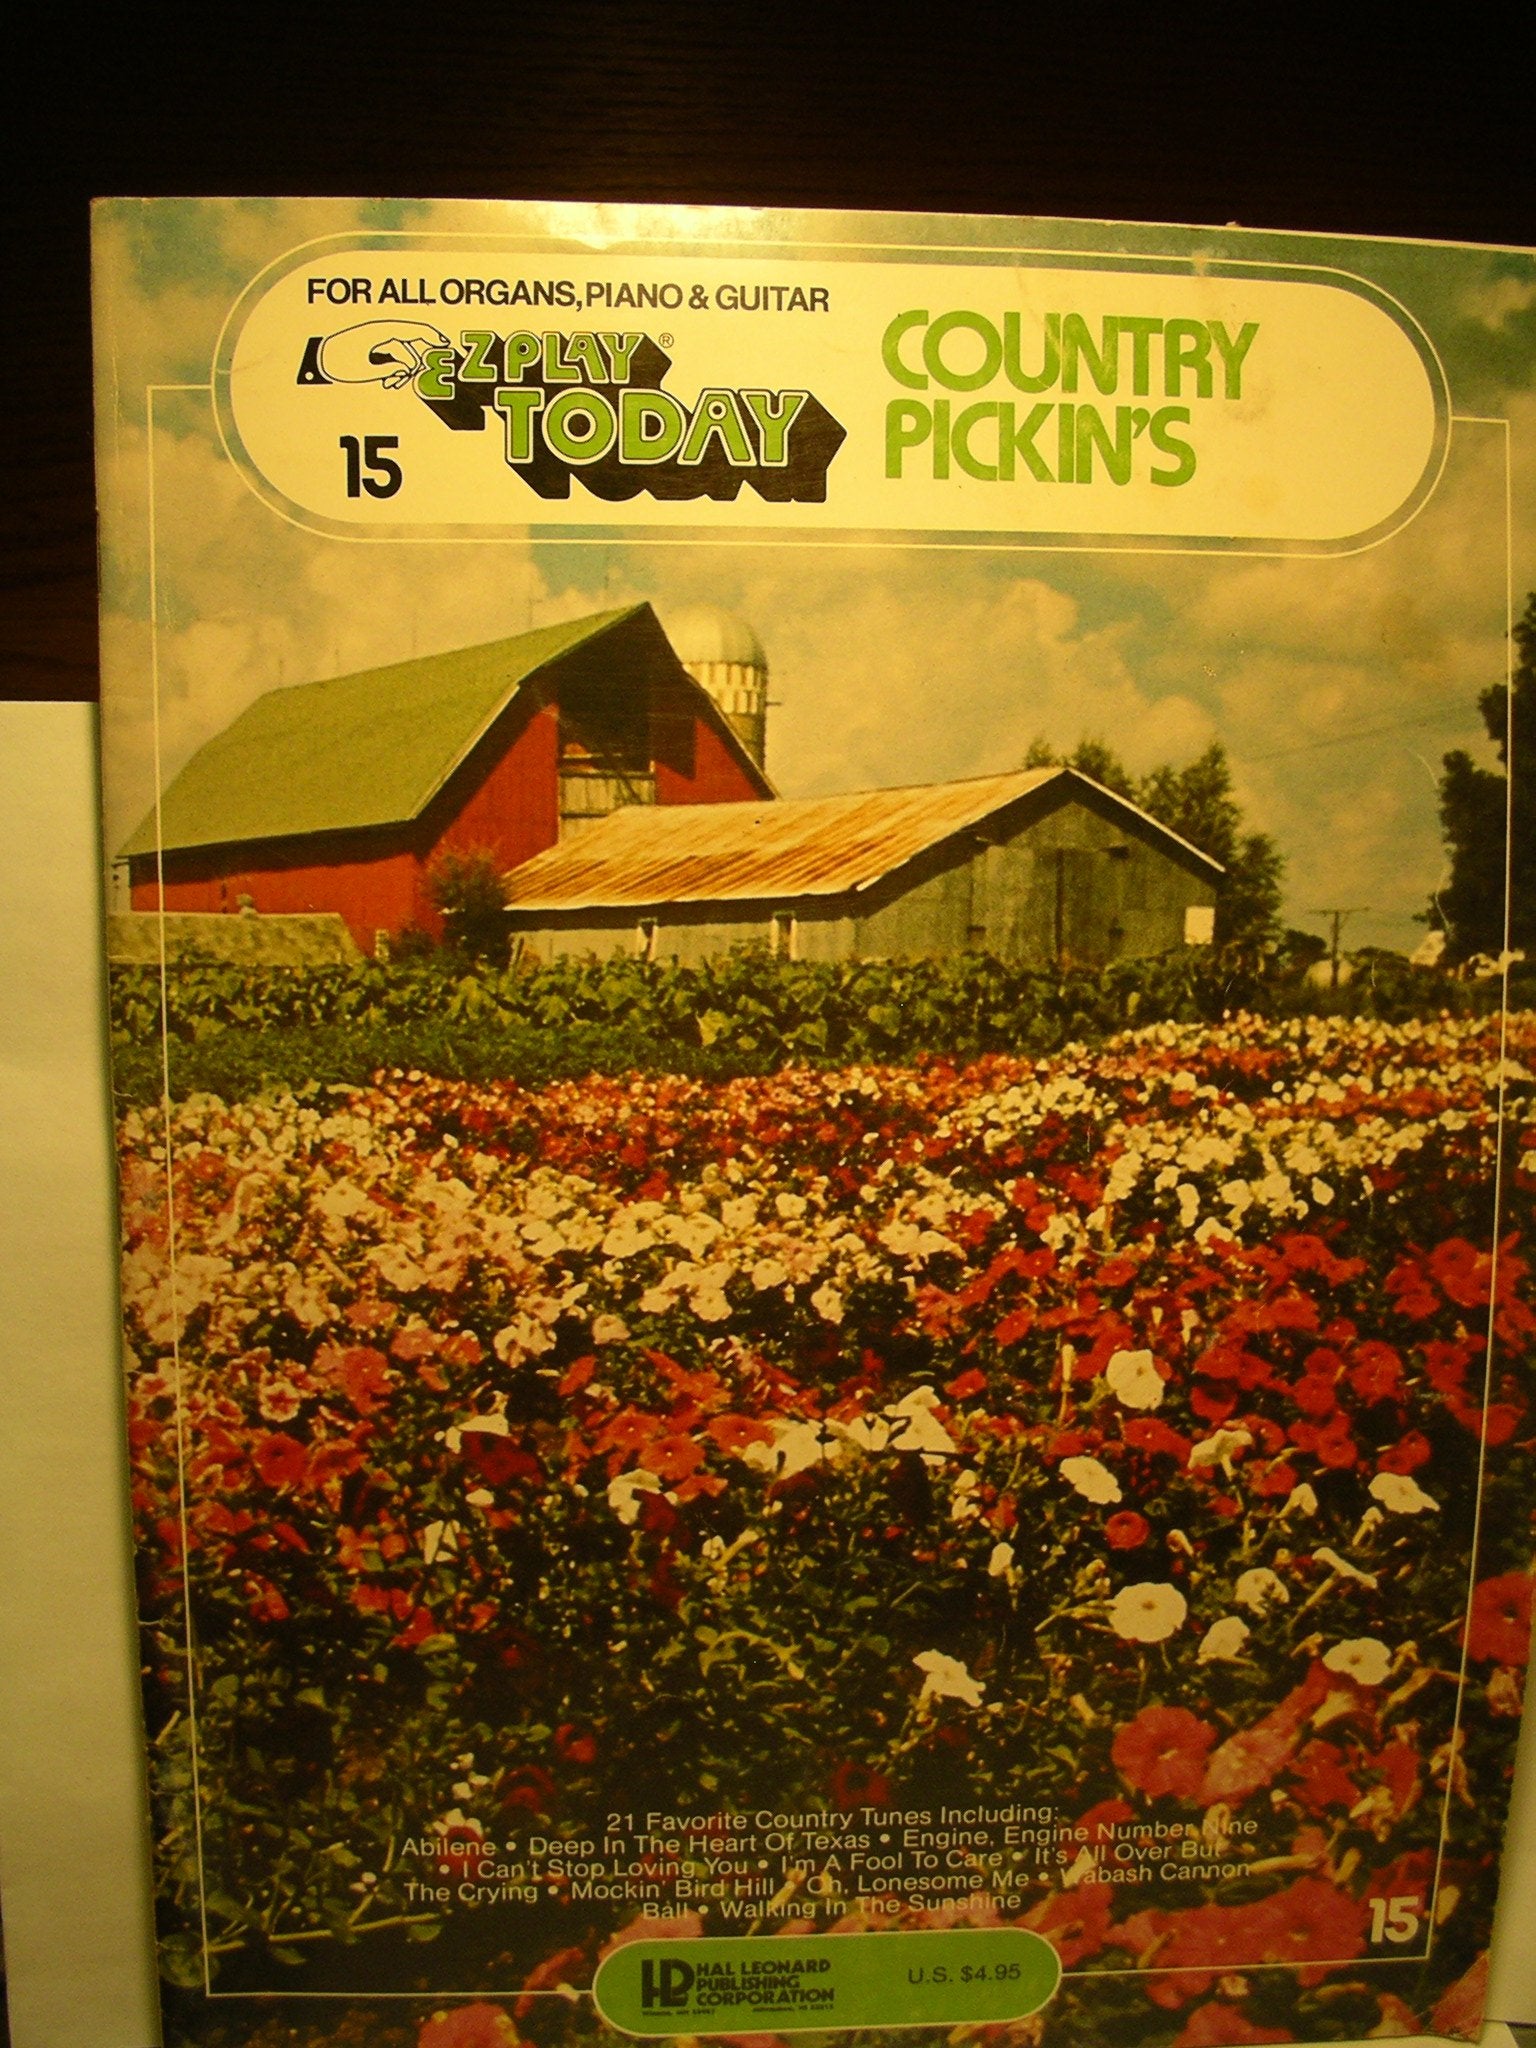 FOR ALL ORGANS, PIANO & GUITAR
EZ PLAY ®
TODAY
15
COUNTRY
PICKIN'S
21 Favorite Country Tunes Including:
Abilene • Deep In The Heart Of Texas • Engine, Engine Number Nine
• I Can't Stop Loving You • I'm A Fool To Care • It's All Over But
The Crying • Mockin' Bird Hill • Oh, Lonesome Me • Wabash Cannon
Ball • Walking In The Sunshine
15
HL HAL LEONARD
PUBLISHING
CORPORATION
U.S. $4.95